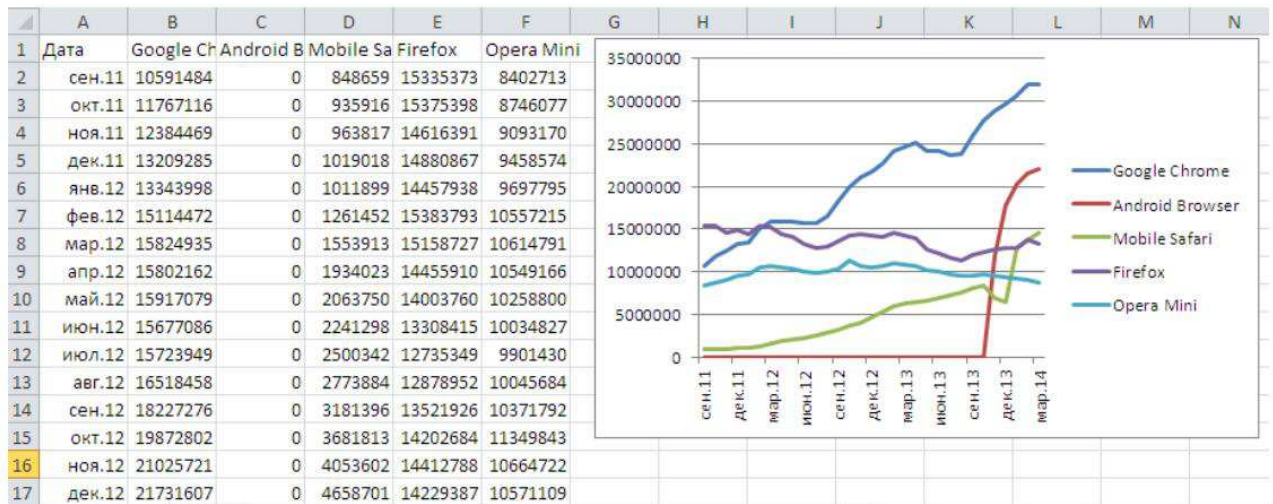 A B C D E F G H I J K L M N
1 Дата Google Ch Android B Mobile Sa Firefox Opera Mini
2 сен.11 10591484 0 848659 15335373 8402713
3 окт.11 11767116 0 935916 15375398 8746077
4 ноя.11 12384469 0 963817 14616391 9093170
5 дек.11 13209285 0 1019018 14880867 9458574
6 янв.12 13343998 0 1011899 14457938 9697795
7 фев.12 15114472 0 1261452 15383793 10557215
8 мар.12 15824935 0 1553913 15158727 10614791
9 апр.12 15802162 0 1934023 14455910 10549166
10 май.12 15917079 0 2063750 14003760 10258800
11 июн.12 15677086 0 2241298 13308415 10034827
12 июл.12 15723949 0 2500342 12735349 9901430
13 авг.12 16518458 0 2773884 12878952 10045684
14 сен.12 18227276 0 3181396 13521926 10371792
15 окт.12 19872802 0 3681813 14202684 11349843
16 ноя.12 21025721 0 4053602 14412788 10664722
17 дек.12 21731607 0 4658701 14229387 10571109
35000000
30000000
25000000
20000000
15000000
10000000
5000000
0
сен.11 дек.11 мар.12 июн.12 сен.12 дек.12 мар.13 июн.13 сен.13 дек.13 мар.14
Google Chrome
Android Browser
Mobile Safari
Firefox
Opera Mini